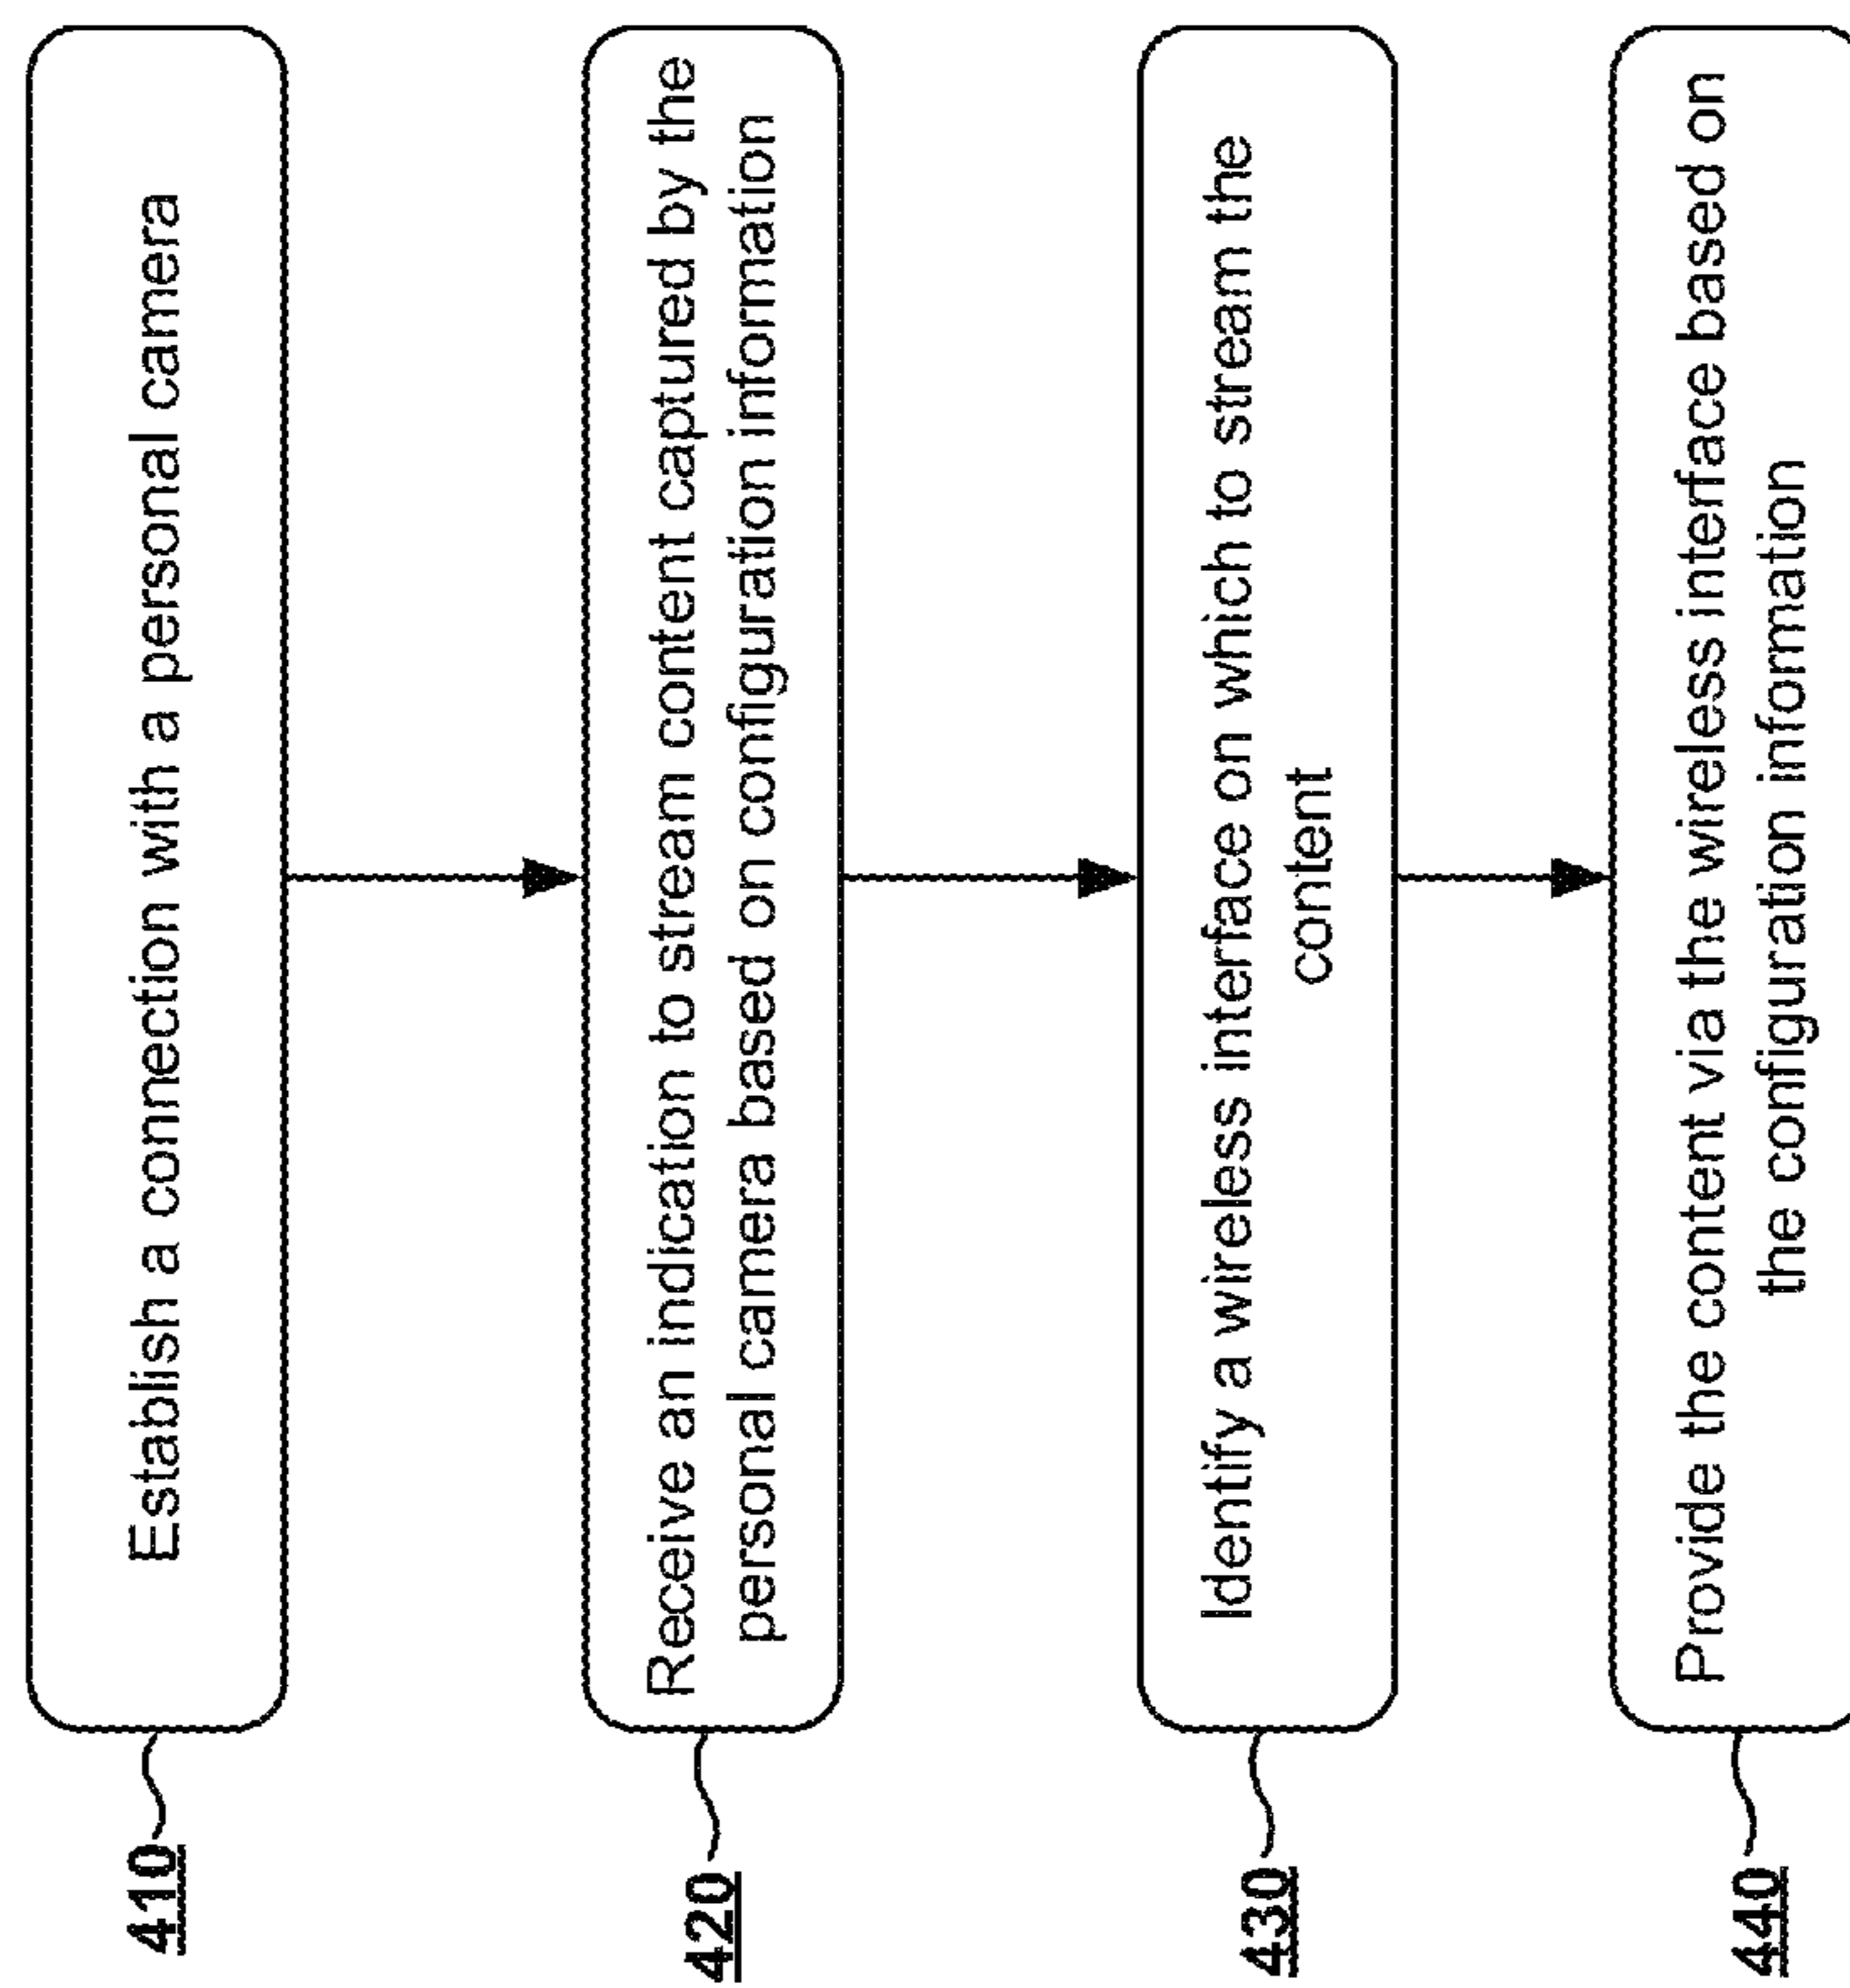 410
Establish a connection with a personal camera
420
Receive an indication to stream content captured by the
personal camera based on configuration information
430
Identify a wireless interface on which to stream the
content
440
Provide the content via the wireless interface based on
the configuration information